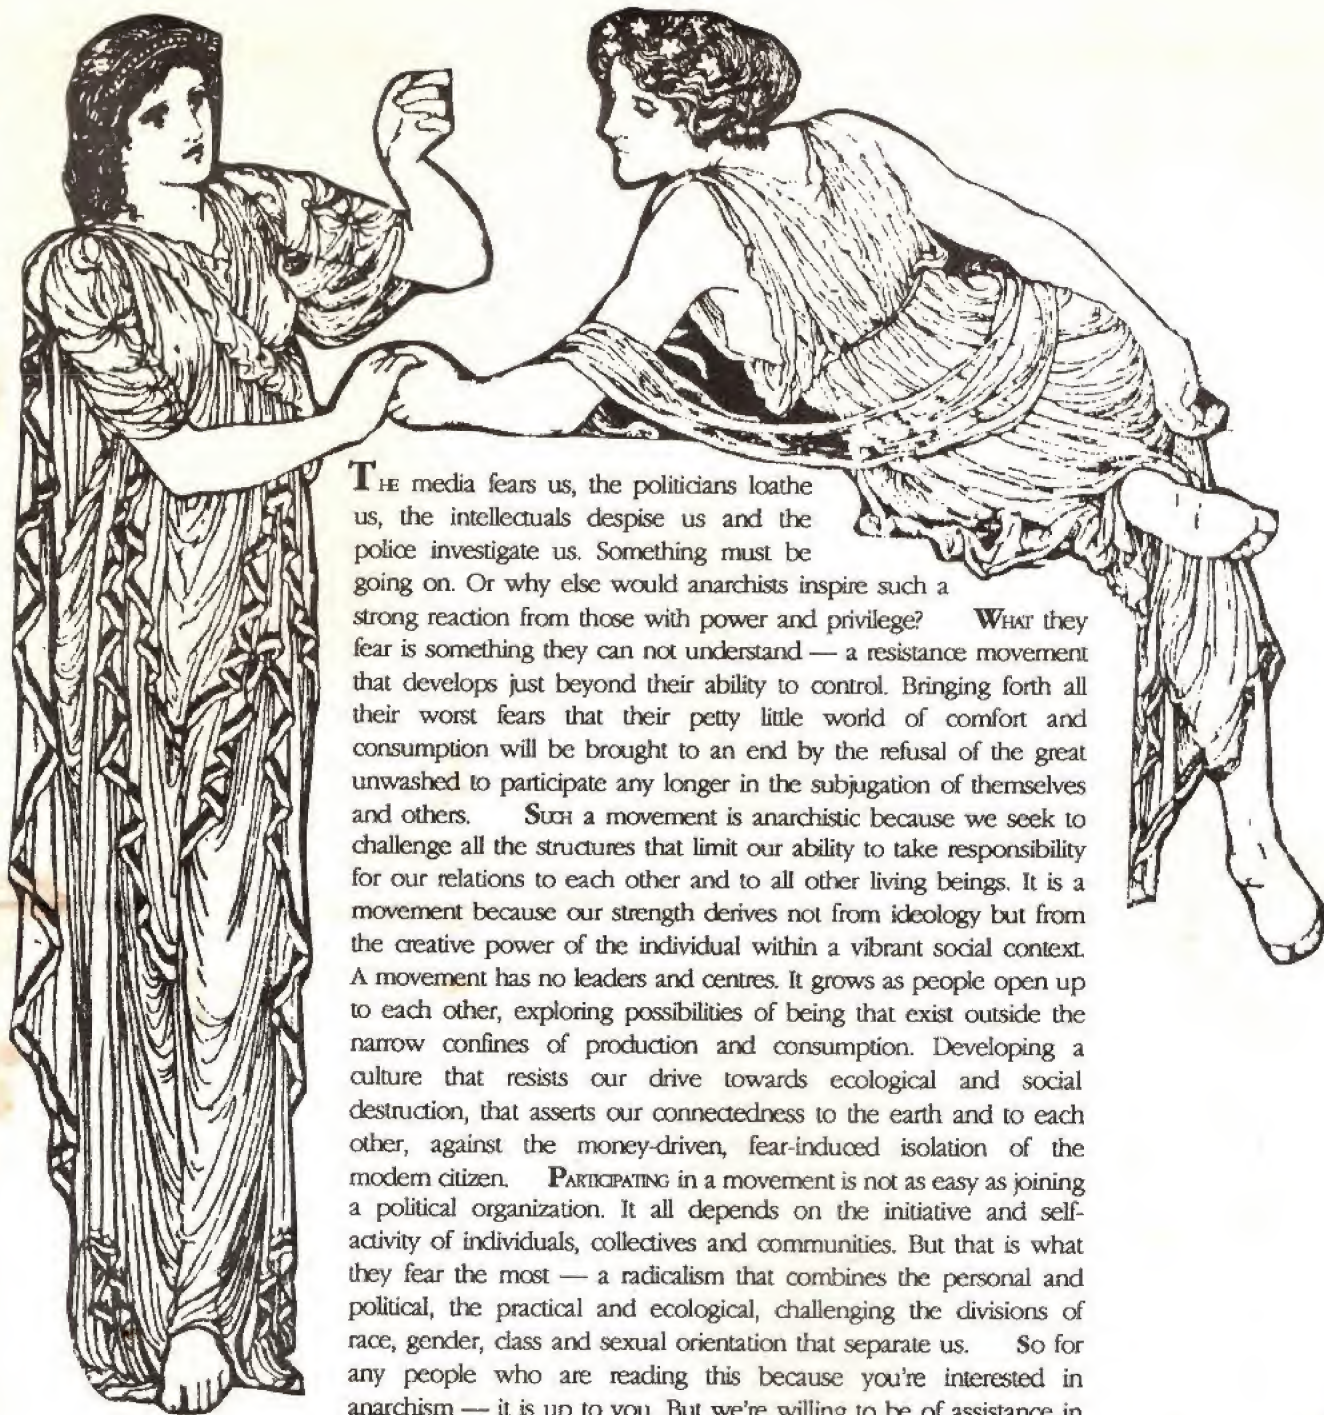 THE media fears us, the politicians loathe
us, the intellectuals despise us and the
police investigate us. Something must be
going on. Or why else would anarchists inspire such a
strong reaction from those with power and privilege? WHAT they
fear is something they can not understand — a resistance movement
that develops just beyond their ability to control. Bringing forth all
their worst fears that their petty little world of comfort and
consumption will be brought to an end by the refusal of the great
unwashed to participate any longer in the subjugation of themselves
and others. SUCH a movement is anarchistic because we seek to
challenge all the structures that limit our ability to take responsibility
for our relations to each other and to all other living beings. It is a
movement because our strength derives not from ideology but from
the creative power of the individual within a vibrant social context.
A movement has no leaders and centres. It grows as people open up
to each other, exploring possibilities of being that exist outside the
narrow confines of production and consumption. Developing a
culture that resists our drive towards ecological and social
destruction, that asserts our connectedness to the earth and to each
other, against the money-driven, fear-induced isolation of the
modern citizen. PARTICIPATING in a movement is not as easy as joining
a political organization. It all depends on the initiative and self-
activity of individuals, collectives and communities. But that is what
they fear the most — a radicalism that combines the personal and
political, the practical and ecological, challenging the divisions of
race, gender, class and sexual orientation that separate us. So for
any people who are reading this because you're interested in
anarchism — it is up to you. But we're willing to be of assistance in